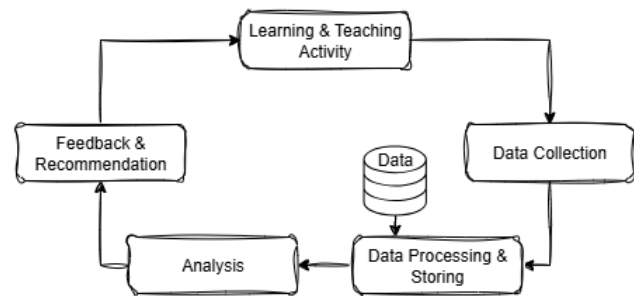 Learning & Teaching
Activity
Feedback &
Recommendation
Data
Data Collection
Analysis
Data Processing &
Storing